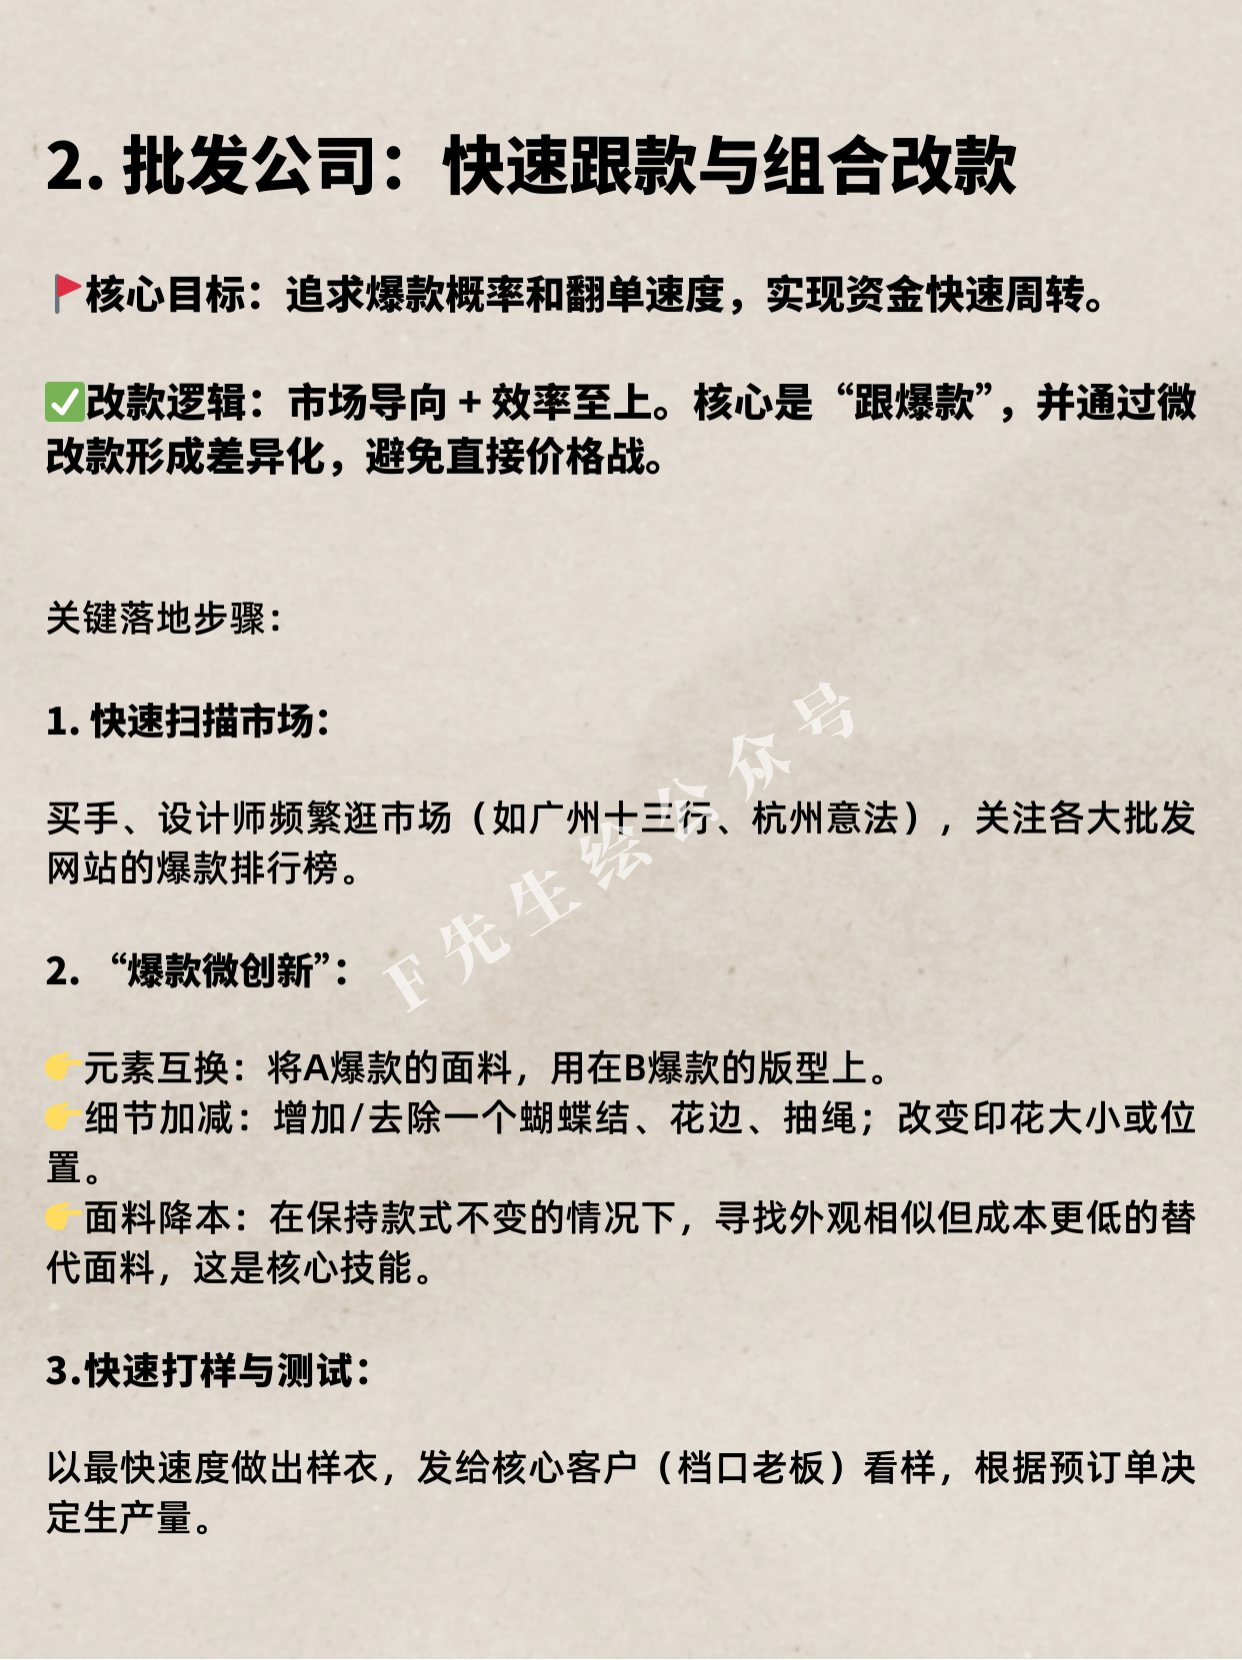 2. 批发公司：快速跟款与组合改款
🚩核心目标：追求爆款概率和翻单速度，实现资金快速周转。
✅改款逻辑：市场导向 + 效率至上。核心是“跟爆款”，并通过微
改款形成差异化，避免直接价格战。
关键落地步骤：
1. 快速扫描市场：
买手、设计师频繁逛市场（如广州十三行、杭州意法），关注各大批发
网站的爆款排行榜。
2. “爆款微创新”：
👉元素互换：将A爆款的面料，用在B爆款的版型上。
👉细节加减：增加/去除一个蝴蝶结、花边、抽绳；改变印花大小或位
置。
👉面料降本：在保持款式不变的情况下，寻找外观相似但成本更低的替
代面料，这是核心技能。
3.快速打样与测试：
以最快速度做出样衣，发给核心客户（档口老板）看样，根据预订单决
定生产量。
F先生绘公众号